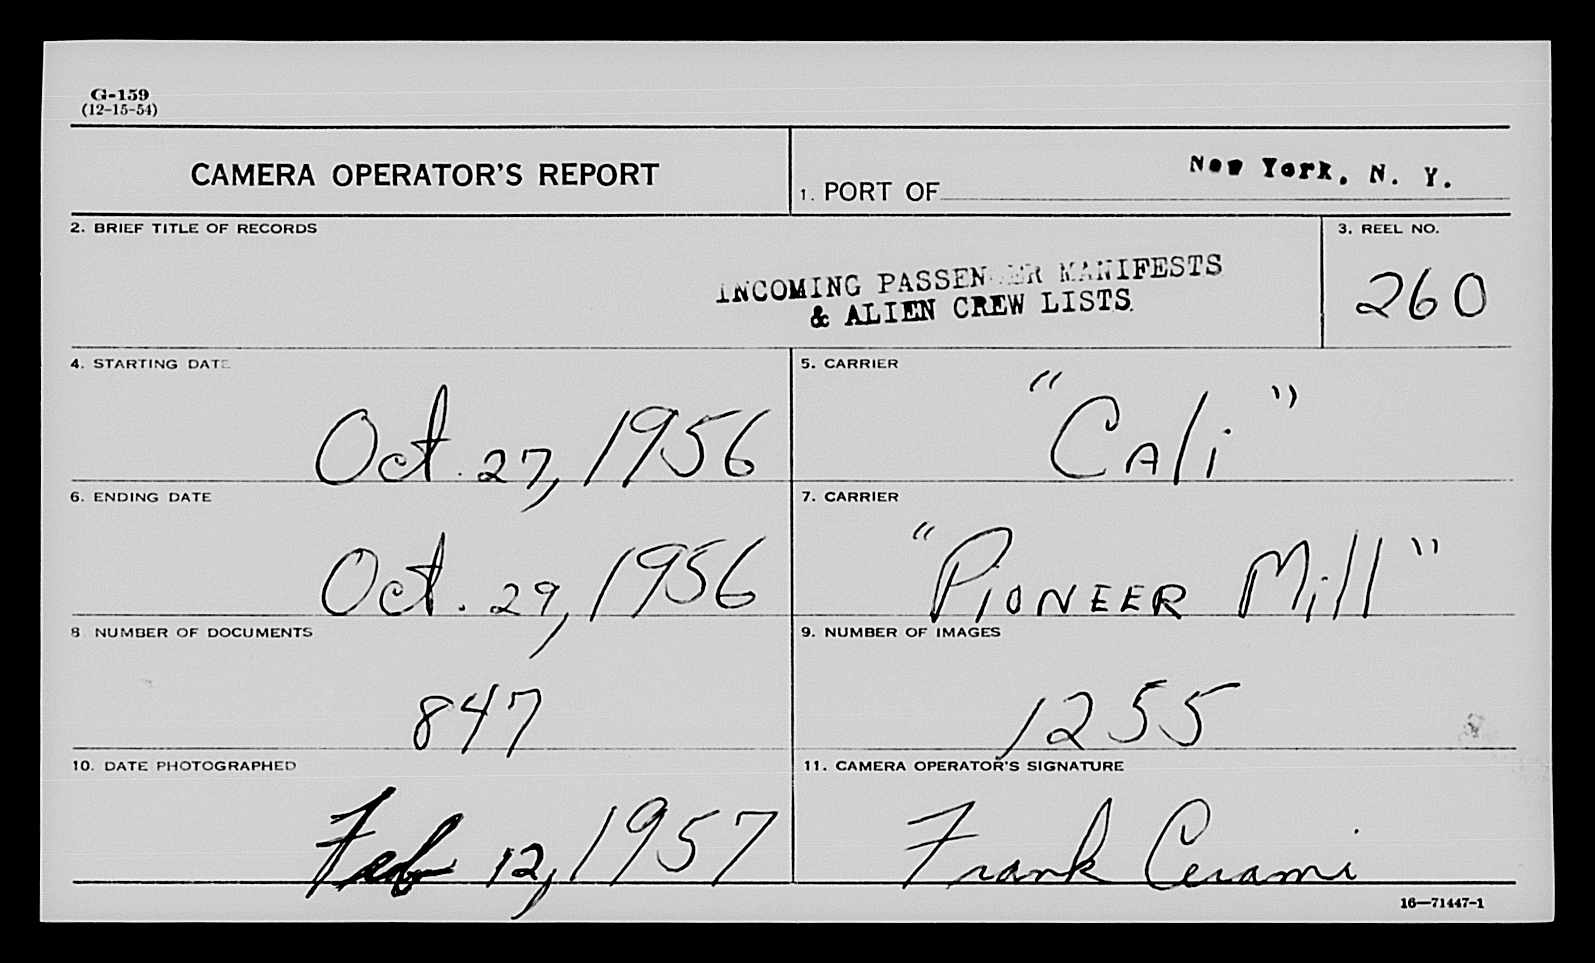 G-159
(12-15-54)
CAMERA OPERATOR'S REPORT
1. PORT OF New York, N. Y.
2. BRIEF TITLE OF RECORDS
INCOMING PASSENGER MANIFESTS
& ALIEN CREW LISTS.
3. REEL NO.
260
4. STARTING DATE
Oct. 27, 1956
5. CARRIER
"Cali"
6. ENDING DATE
Oct. 29, 1956
7. CARRIER
"PIONEER Mill"
8 NUMBER OF DOCUMENTS
847
9. NUMBER OF IMAGES
1255
10. DATE PHOTOGRAPHED
Feb 12, 1957
11. CAMERA OPERATOR'S SIGNATURE
Frank Cerami
16—71447-1